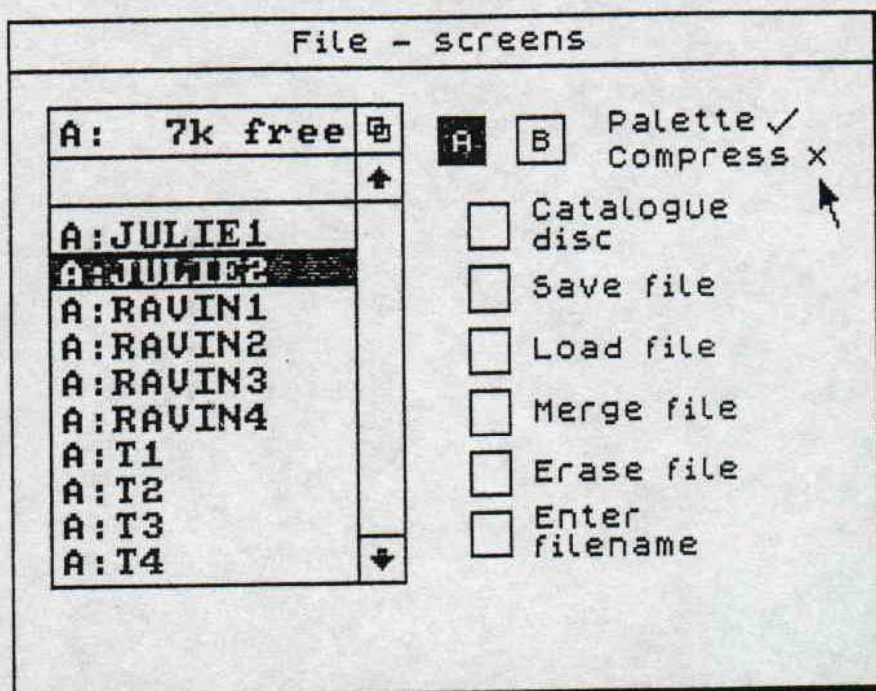 File - screens
A: 7k free
A:JULIE1
A:JULIE2
A:RAVIN1
A:RAVIN2
A:RAVIN3
A:RAVIN4
A:T1
A:T2
A:T3
A:T4
A B
Palette ✓
Compress x
Catalogue
disc
Save file
Load file
Merge file
Erase file
Enter
filename